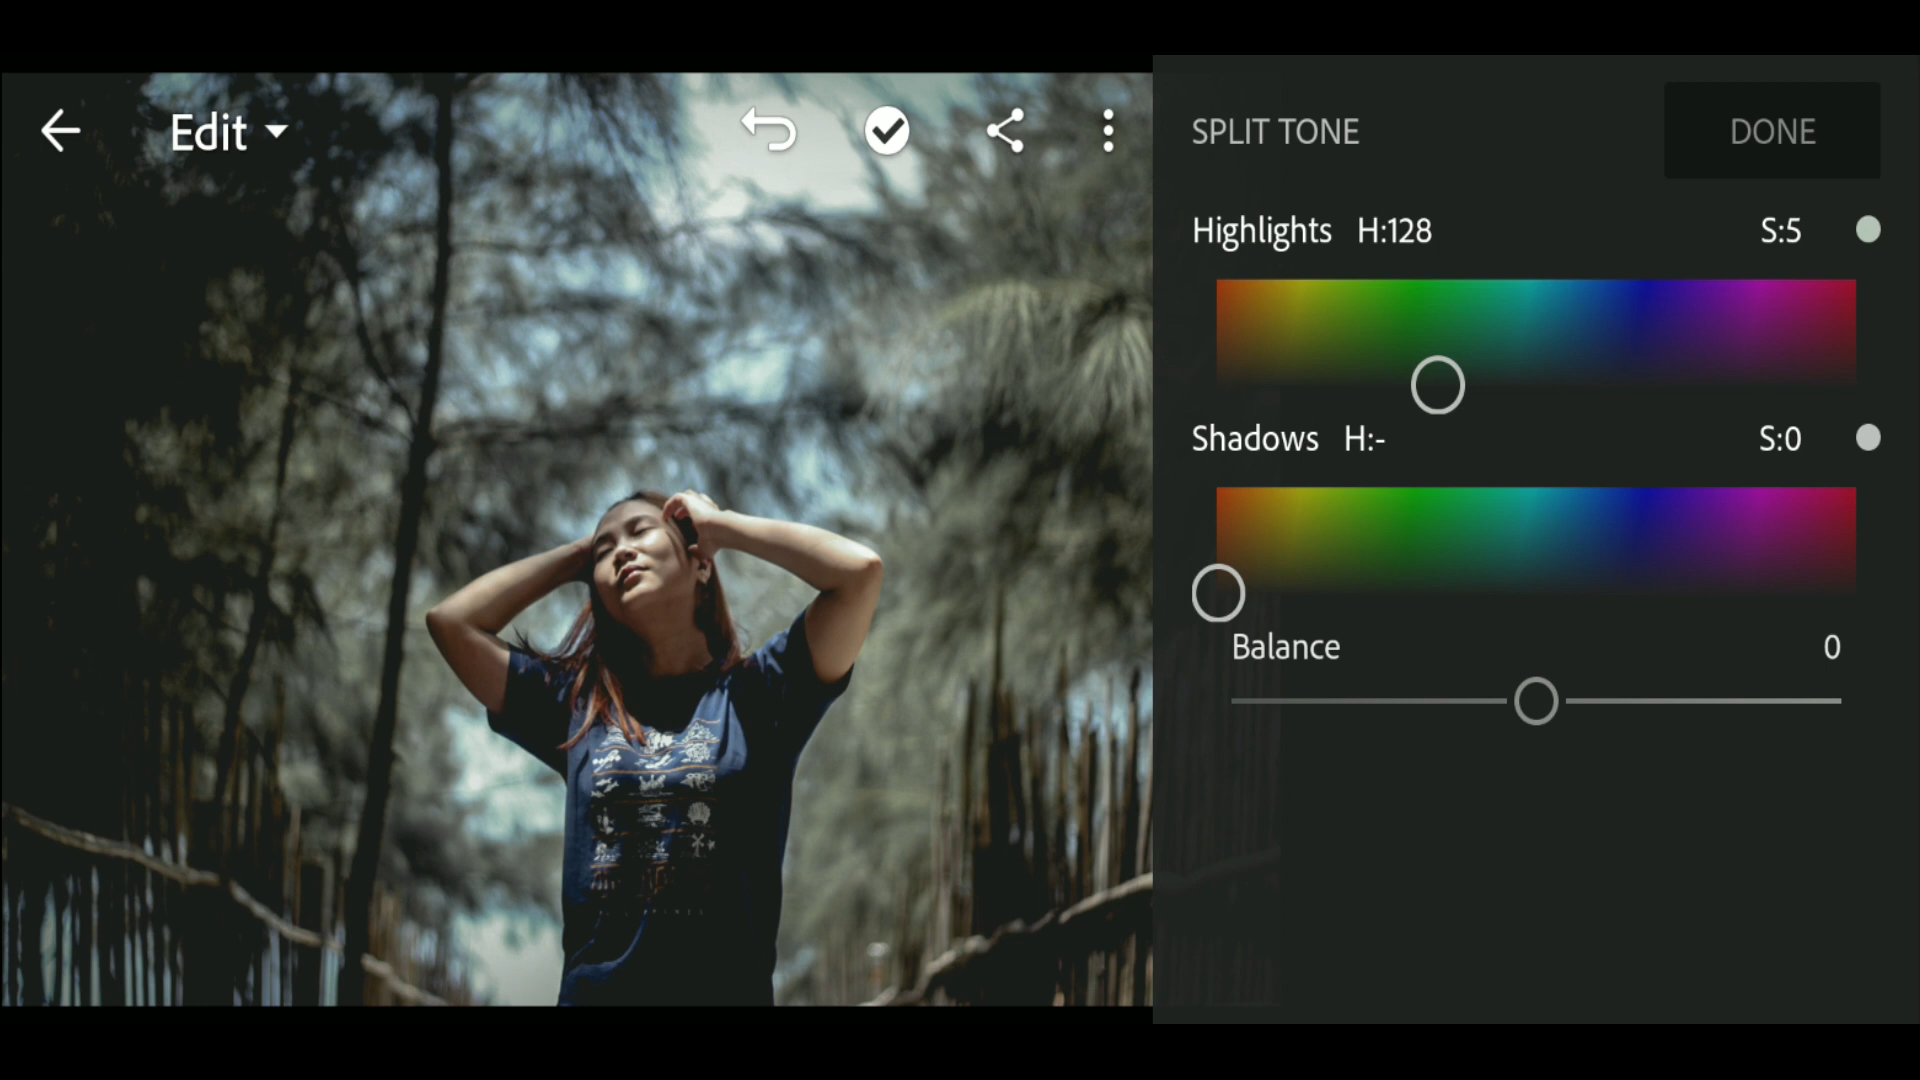 Edit
SPLIT TONE
DONE
Highlights H:128 S:5
Shadows H:- S:0
Balance 0